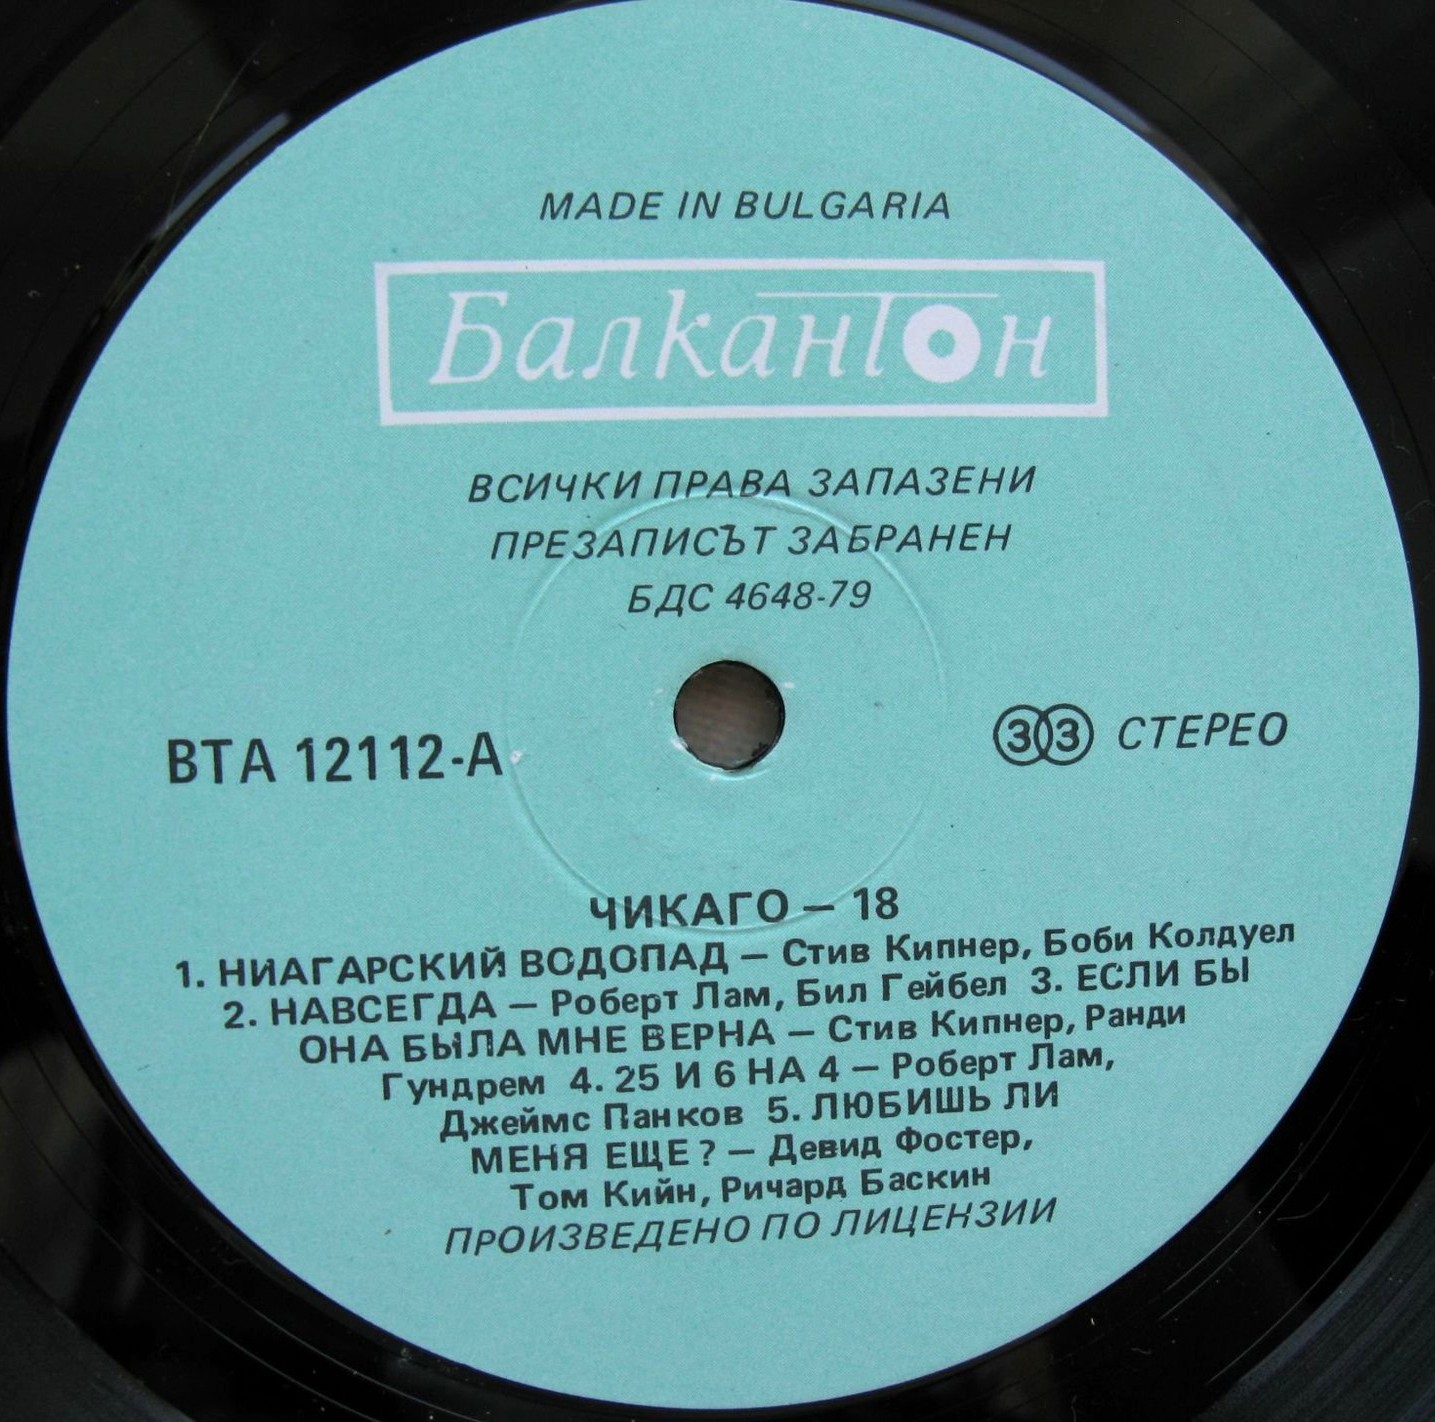 MADE IN BULGARIA
Балкантон
ВСИЧКИ ПРАВА ЗАПАЗЕНИ
ПРЕЗАПИСЪТ ЗАБРАНЕН
БДС 4648-79
ВТА 12112-А
33 СТЕРЕО
ЧИКАГО — 18
1. НИАГАРСКИЙ ВОДОПАД — Стив Кипнер, Боби Колдуел
2. НАВСЕГДА — Роберт Лам, Бил Гейбел 3. ЕСЛИ БЫ
ОНА БЫЛА МНЕ ВЕРНА — Стив Кипнер, Ранди
Гундрем 4. 25 И 6 НА 4 — Роберт Лам,
Джеймс Панков 5. ЛЮБИШЬ ЛИ
МЕНЯ ЕЩЕ? — Девид Фостер,
Том Кийн, Ричард Баскин
ПРОИЗВЕДЕНО ПО ЛИЦЕНЗИИ